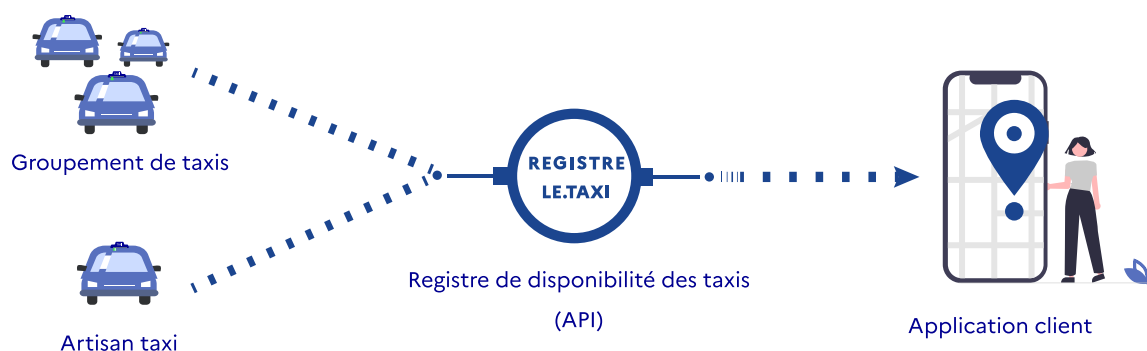 Groupement de taxis
Artisan taxi
REGISTRE
LE.TAXI
Registre de disponibilité des taxis
(API)
Application client